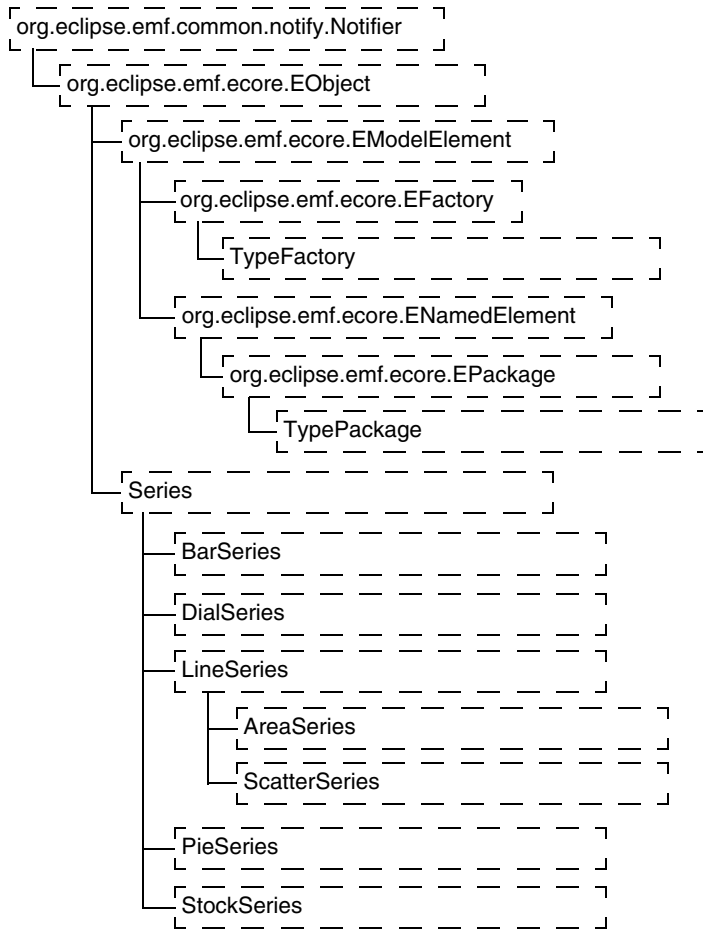 org.eclipse.emf.common.notify.Notifier
org.eclipse.emf.ecore.EObject
org.eclipse.emf.ecore.EModelElement
org.eclipse.emf.ecore.EFactory
TypeFactory
org.eclipse.emf.ecore.ENamedElement
org.eclipse.emf.ecore.EPackage
TypePackage
Series
BarSeries
DialSeries
LineSeries
AreaSeries
ScatterSeries
PieSeries
StockSeries